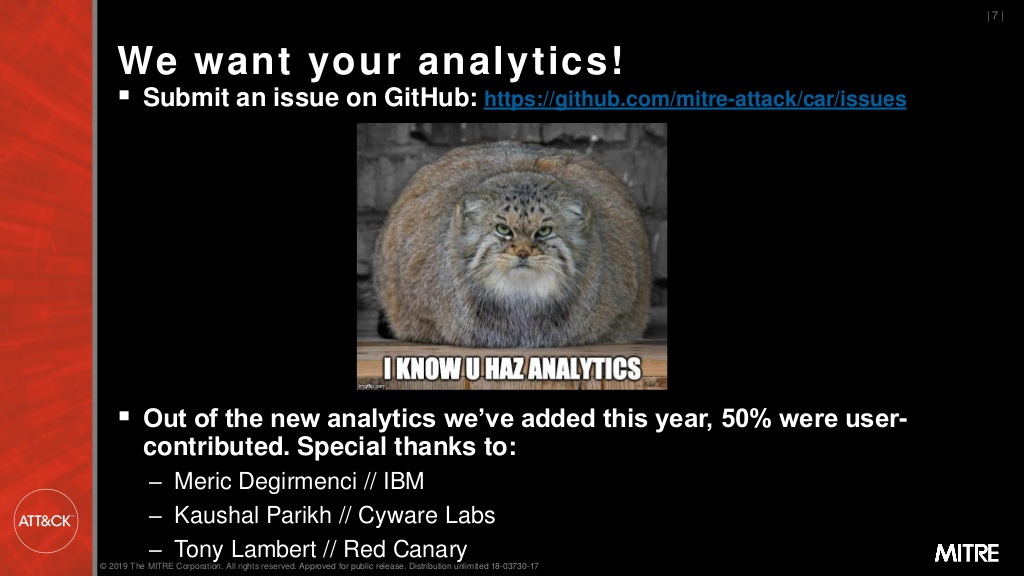 | 7 |
We want your analytics!
▪ Submit an issue on GitHub: https://github.com/mitre-attack/car/issues
I KNOW U HAZ ANALYTICS
imgflip.com
▪ Out of the new analytics we’ve added this year, 50% were user-
contributed. Special thanks to:
– Meric Degirmenci // IBM
– Kaushal Parikh // Cyware Labs
– Tony Lambert // Red Canary
ATT&CK™
MITRE
© 2019 The MITRE Corporation. All rights reserved. Approved for public release. Distribution unlimited 18-03730-17